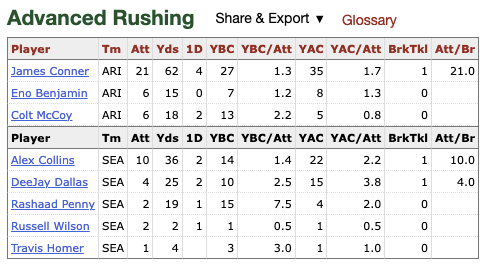 Advanced Rushing Share & Export ▼ Glossary
Player Tm Att Yds 1D YBC YBC/Att YAC YAC/Att BrkTkl Att/Br
James Conner ARI 21 62 4 27 1.3 35 1.7 1 21.0
Eno Benjamin ARI 6 15 0 7 1.2 8 1.3 0
Colt McCoy ARI 6 18 2 13 2.2 5 0.8 0
Player Tm Att Yds 1D YBC YBC/Att YAC YAC/Att BrkTkl Att/Br
Alex Collins SEA 10 36 2 14 1.4 22 2.2 1 10.0
DeeJay Dallas SEA 4 25 2 10 2.5 15 3.8 1 4.0
Rashaad Penny SEA 2 19 1 15 7.5 4 2.0 0
Russell Wilson SEA 2 2 1 1 0.5 1 0.5 0
Travis Homer SEA 1 4 3 3.0 1 1.0 0